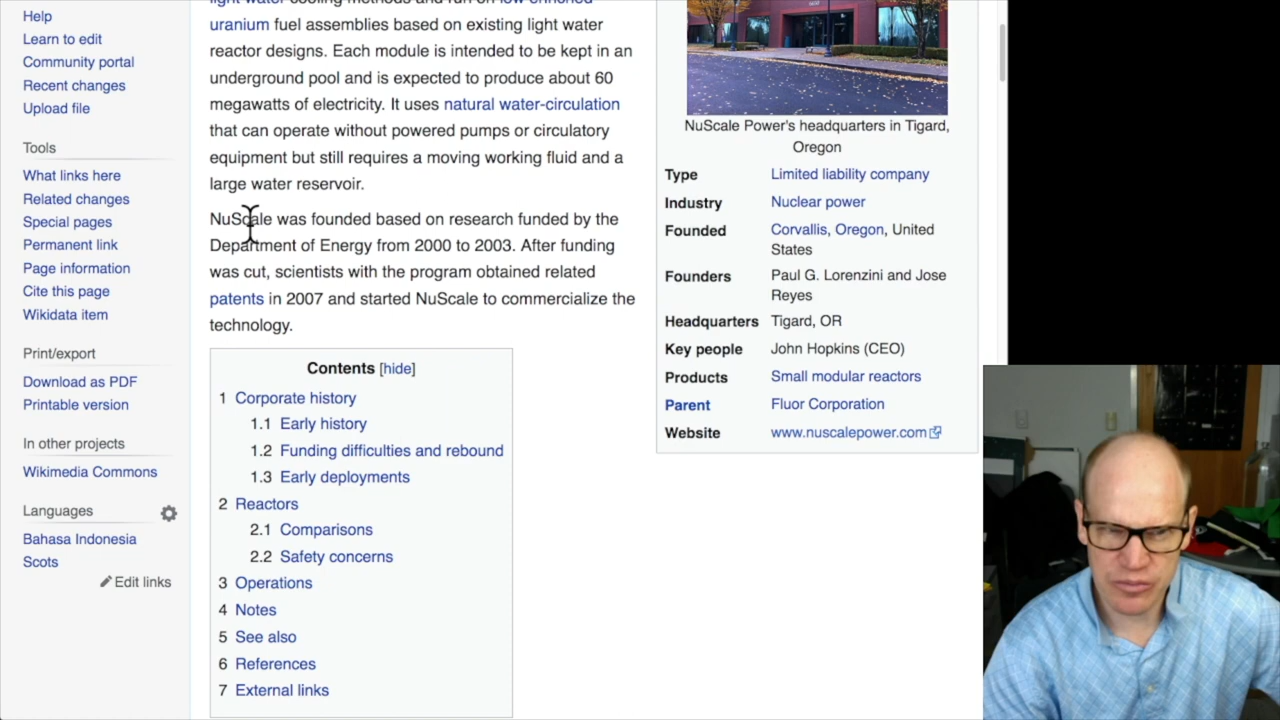 Help
Learn to edit
Community portal
Recent changes
Upload file
Tools
What links here
Related changes
Special pages
Permanent link
Page information
Cite this page
Wikidata item
Print/export
Download as PDF
Printable version
In other projects
Wikimedia Commons
Languages
Bahasa Indonesia
Scots
Edit links
light water cooling methods and run on low enriched
uranium fuel assemblies based on existing light water
reactor designs. Each module is intended to be kept in an
underground pool and is expected to produce about 60
megawatts of electricity. It uses natural water-circulation
that can operate without powered pumps or circulatory
equipment but still requires a moving working fluid and a
large water reservoir.
NuScale was founded based on research funded by the
Department of Energy from 2000 to 2003. After funding
was cut, scientists with the program obtained related
patents in 2007 and started NuScale to commercialize the
technology.
Contents [hide]
1 Corporate history
1.1 Early history
1.2 Funding difficulties and rebound
1.3 Early deployments
2 Reactors
2.1 Comparisons
2.2 Safety concerns
3 Operations
4 Notes
5 See also
6 References
7 External links
NuScale Power's headquarters in Tigard,
Oregon
Type Limited liability company
Industry Nuclear power
Founded Corvallis, Oregon, United
States
Founders Paul G. Lorenzini and Jose
Reyes
Headquarters Tigard, OR
Key people John Hopkins (CEO)
Products Small modular reactors
Parent Fluor Corporation
Website www.nuscalepower.com